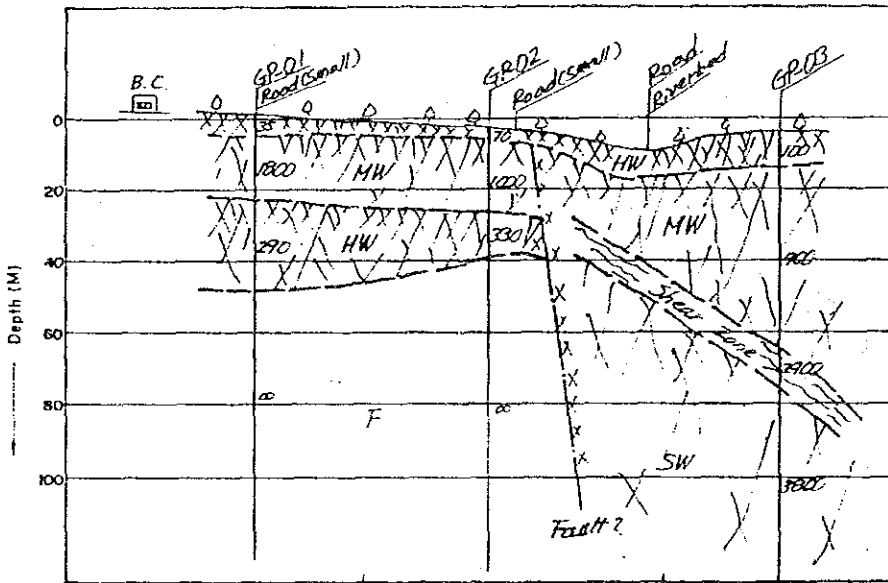 B.C.
GP-01
Road(small)
GP-02
Road(small)
Road
Riverbed
GP-03
Depth (M)
0
20
40
60
80
100
35
70
100
HW
1800
MW
1000
MW
290
HW
330
900
Shear Zone
2900
∞
F
∞
SW
3800
Fault?